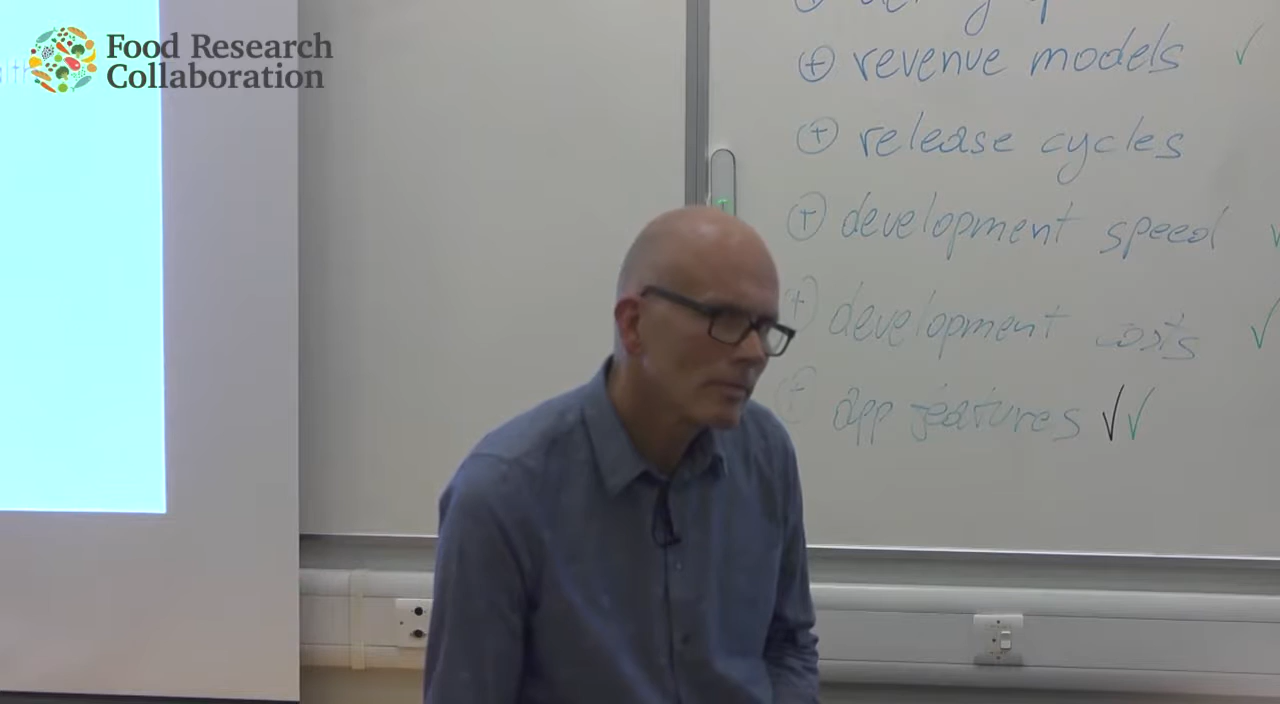 Food Research
Collaboration
⊕ revenue models ✓
⊕ release cycles
⊕ development speed ✓
⊕ development costs ✓
⊕ app features ✓✓